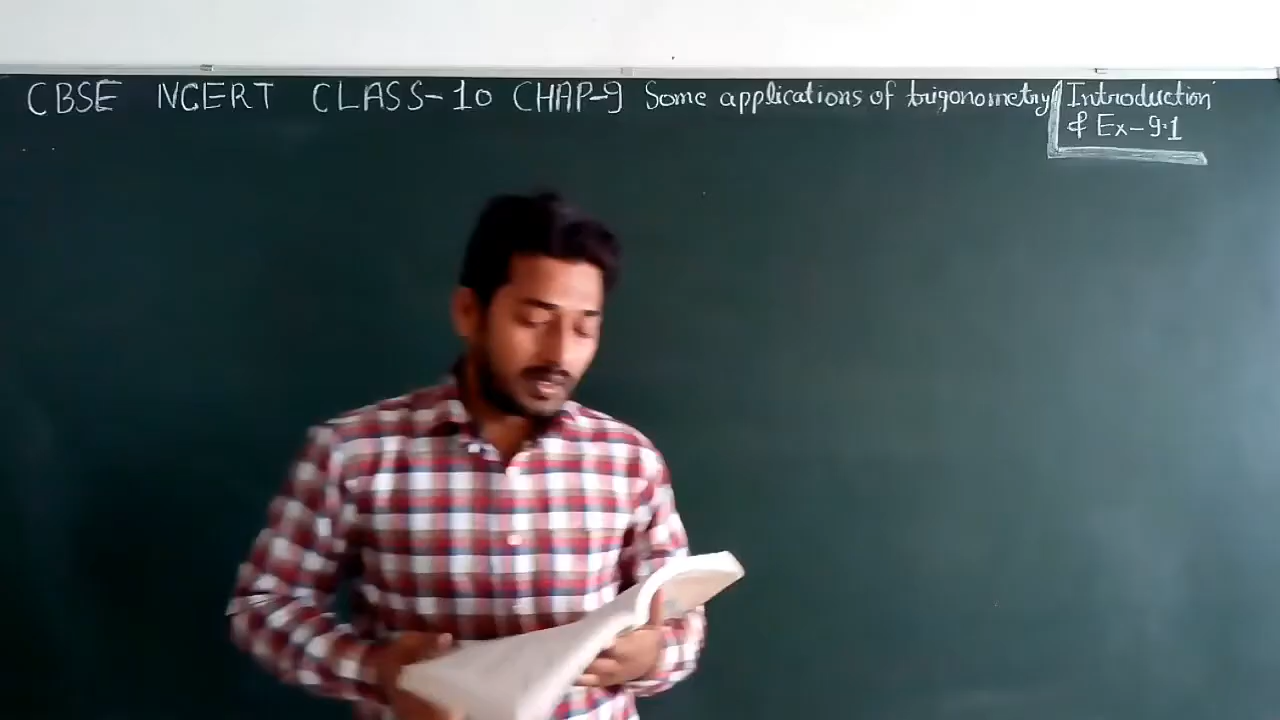 CBSE NCERT CLASS-10 CHAP-9 Some applications of trigonometry Introduction
& Ex-9.1